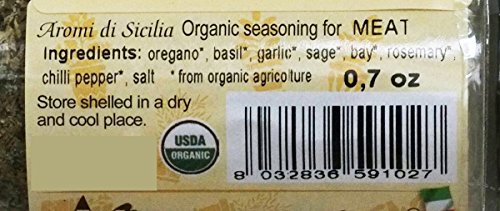 Aromi di Sicilia Organic seasoning for MEAT
Ingredients: oregano*, basil*, garlic*, sage*, bay*, rosemary*,
chilli pepper*, salt *from organic agricolture 0,7 oz
Store shelled in a dry
and cool place.
USDA
ORGANIC
8 032836 591027